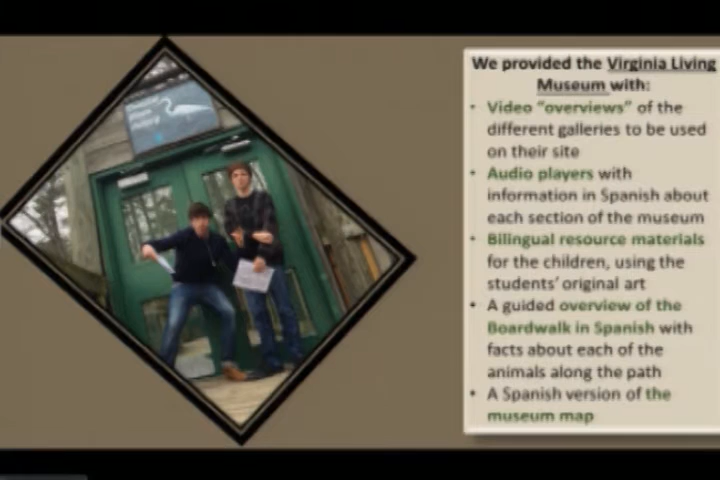 We provided the Virginia Living
Museum with:
• Video “overviews” of the
different galleries to be used
on their site
• Audio players with
information in Spanish about
each section of the museum
• Bilingual resource materials
for the children, using the
students’ original art
• A guided overview of the
Boardwalk in Spanish with
facts about each of the
animals along the path
• A Spanish version of the
museum map